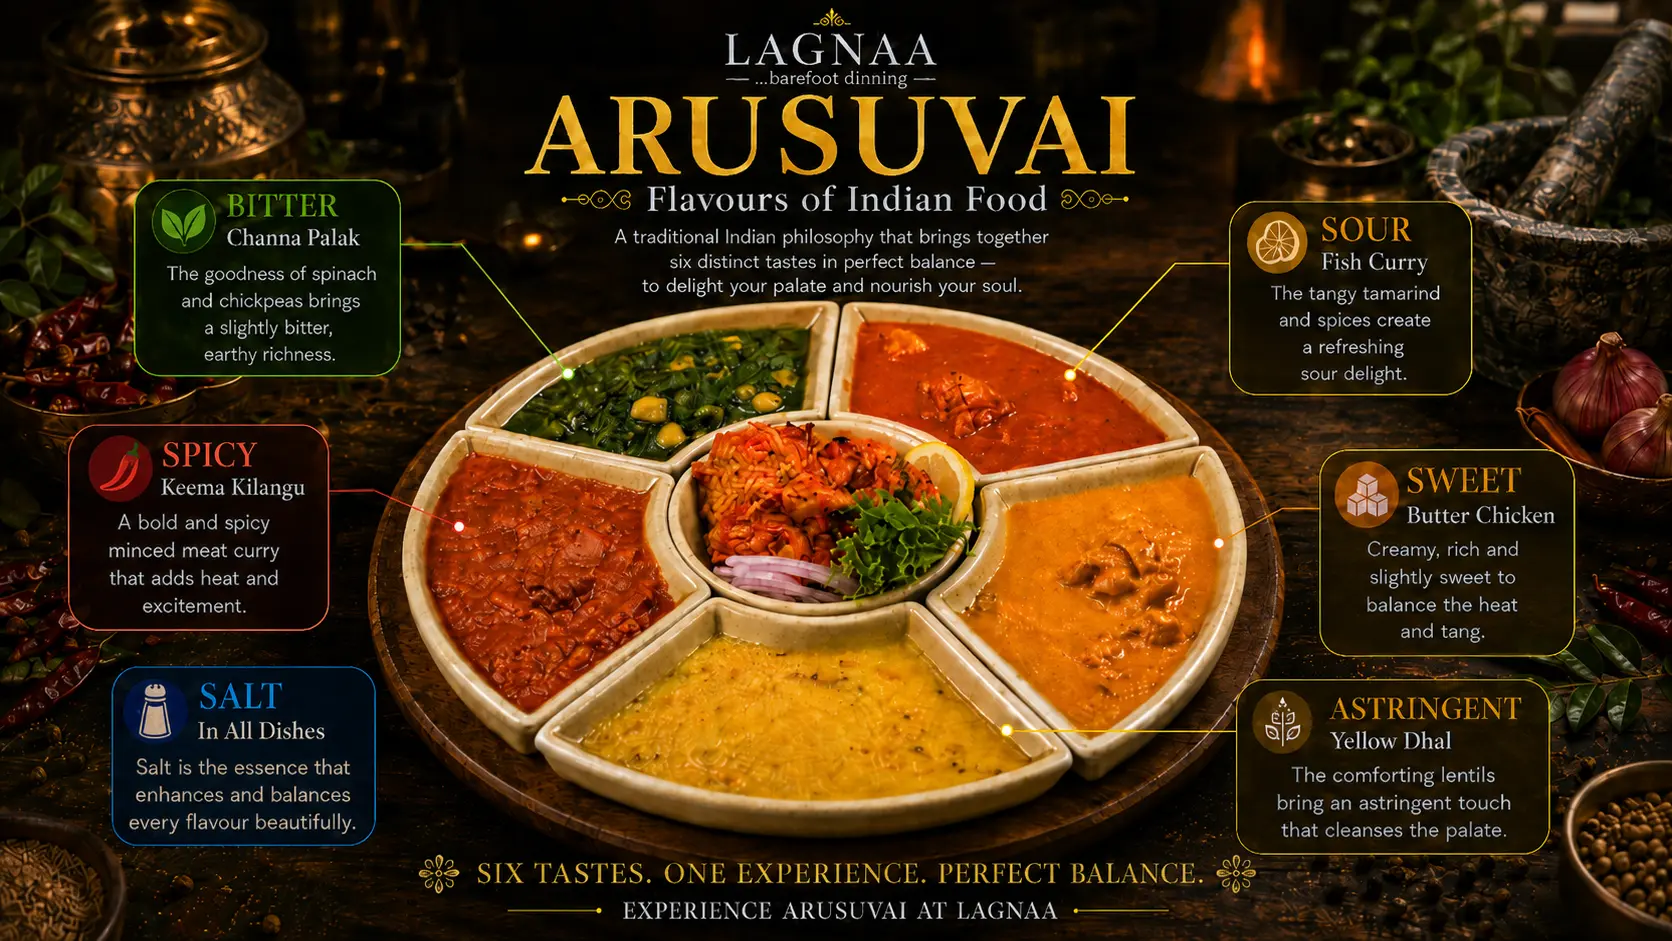 LAGNAA
...barefoot dinning
ARUSUVAI
Flavours of Indian Food
A traditional Indian philosophy that brings together
six distinct tastes in perfect balance —
to delight your palate and nourish your soul.
BITTER
Channa Palak
The goodness of spinach
and chickpeas brings
a slightly bitter,
earthy richness.
SOUR
Fish Curry
The tangy tamarind
and spices create
a refreshing
sour delight.
SPICY
Keema Kilangu
A bold and spicy
minced meat curry
that adds heat and
excitement.
SWEET
Butter Chicken
Creamy, rich and
slightly sweet to
balance the heat
and tang.
SALT
In All Dishes
Salt is the essence that
enhances and balances
every flavour beautifully.
ASTRINGENT
Yellow Dhal
The comforting lentils
bring an astringent touch
that cleanses the palate.
SIX TASTES. ONE EXPERIENCE. PERFECT BALANCE.
EXPERIENCE ARUSUVAI AT LAGNAA